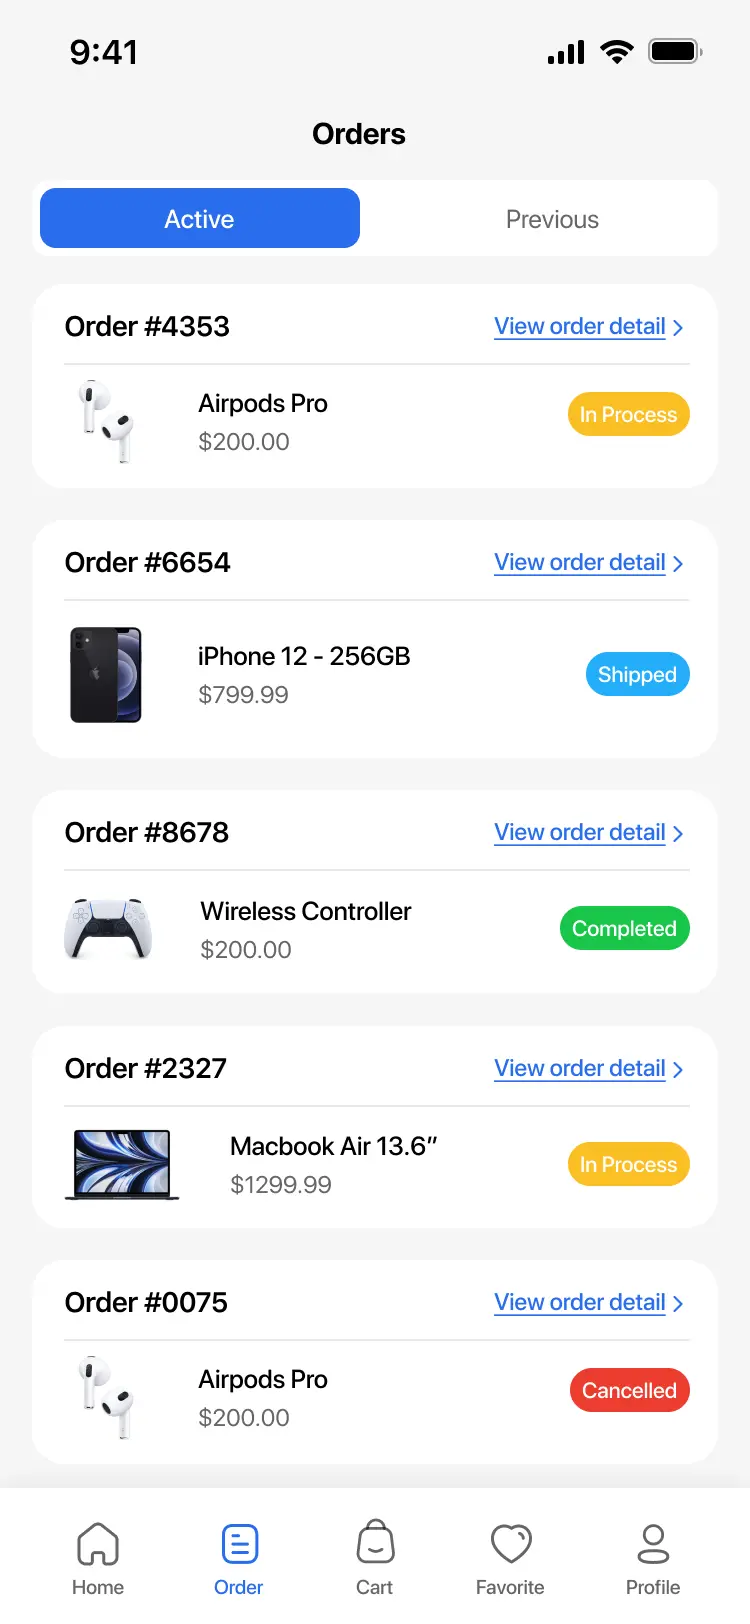 9:41
Orders
Active
Previous
Order #4353
View order detail
Airpods Pro
$200.00
In Process
Order #6654
View order detail
iPhone 12 - 256GB
$799.99
Shipped
Order #8678
View order detail
Wireless Controller
$200.00
Completed
Order #2327
View order detail
Macbook Air 13.6″
$1299.99
In Process
Order #0075
View order detail
Airpods Pro
$200.00
Cancelled
Home
Order
Cart
Favorite
Profile